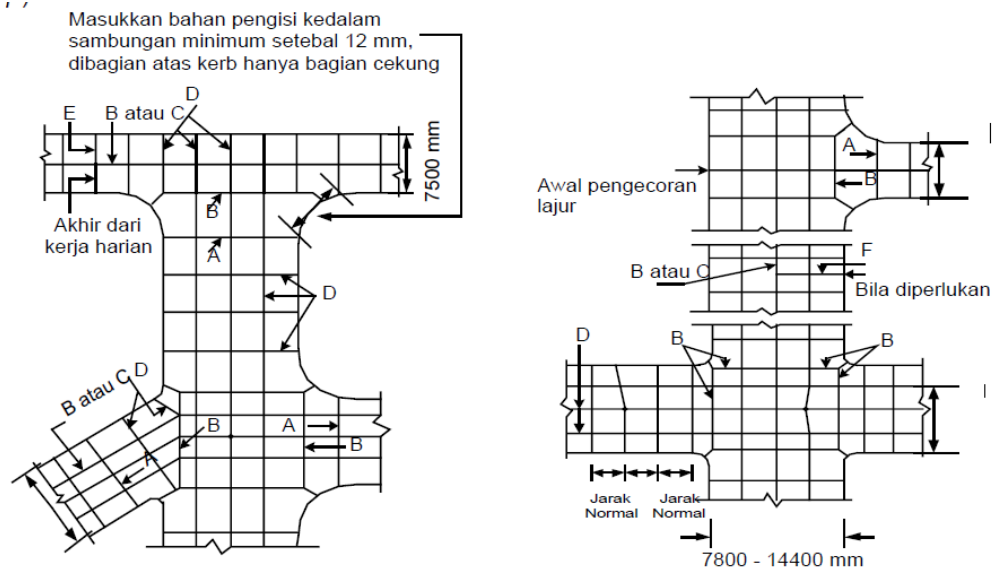 Masukkan bahan pengisi kedalam
sambungan minimum setebal 12 mm,
dibagian atas kerb hanya bagian cekung
D
E
B atau C
7500 mm
Akhir dari
kerja harian
B
A
D
B atau C
D
B
A
A
B
A
B
Awal pengecoran
lajur
F
B atau C
Bila diperlukan
D
B
B
Jarak
Normal
Jarak
Normal
7800 - 14400 mm